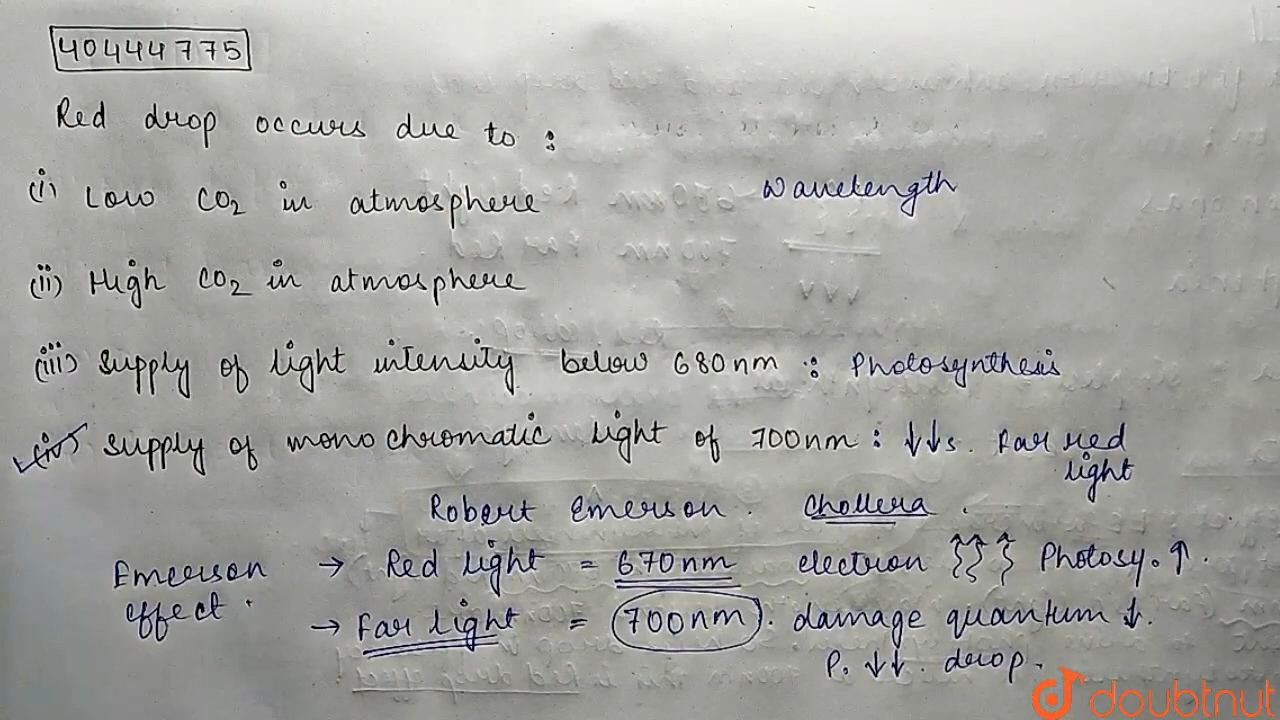 40444775
Red drop occurs due to :
(i) Low CO2 in atmosphere
Wavelength
(ii) High CO2 in atmosphere
(iii) Supply of light intensity below 680nm : Photosynthesis
(iv) Supply of monochromatic light of 700nm : ↓↓s. Far red
light
Robert Emerson. Chollera.
Emerson → Red light = 670nm electron }}} Photosy. ↑.
effect.
→ Far light = 700nm. damage quantum ↓.
P. ↓↓. drop.
doubtnut